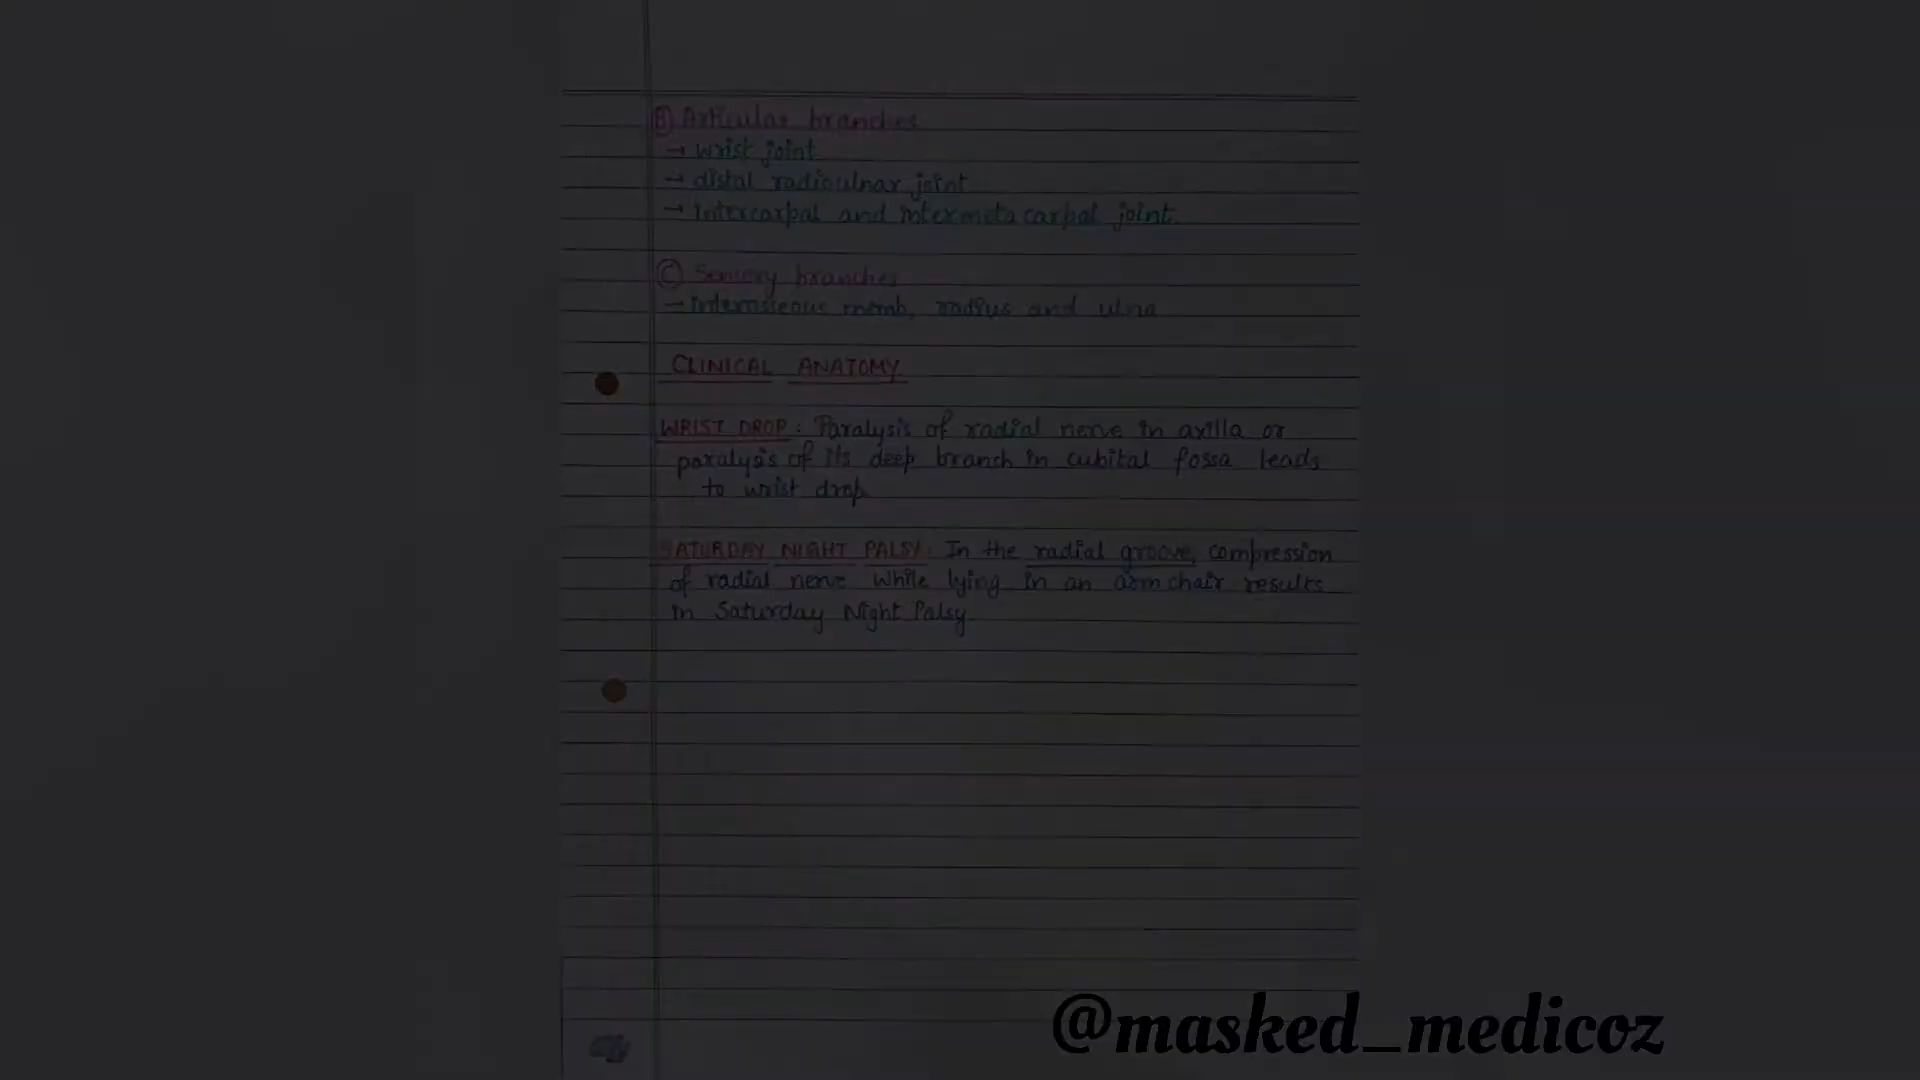 Ⓑ Articular branches
→ wrist joint
→ distal radioulnar joint
→ Intercarpal and intermetacarpal joint.
Ⓒ Sensory branches
→ Interosseous memb, radius and ulna
CLINICAL ANATOMY
WRIST DROP : Paralysis of radial nerve in axilla or
paralysis of its deep branch in cubital fossa leads
to wrist drop
SATURDAY NIGHT PALSY : In the radial groove, compression
of radial nerve while lying in an arm chair results
in Saturday Night Palsy.
@masked_medicoz